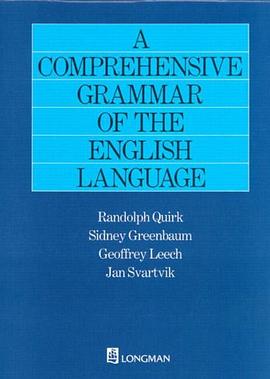 A
COMPREHENSIVE
GRAMMAR
OF THE
ENGLISH
LANGUAGE
Randolph Quirk
Sidney Greenbaum
Geoffrey Leech
Jan Svartvik
LONGMAN